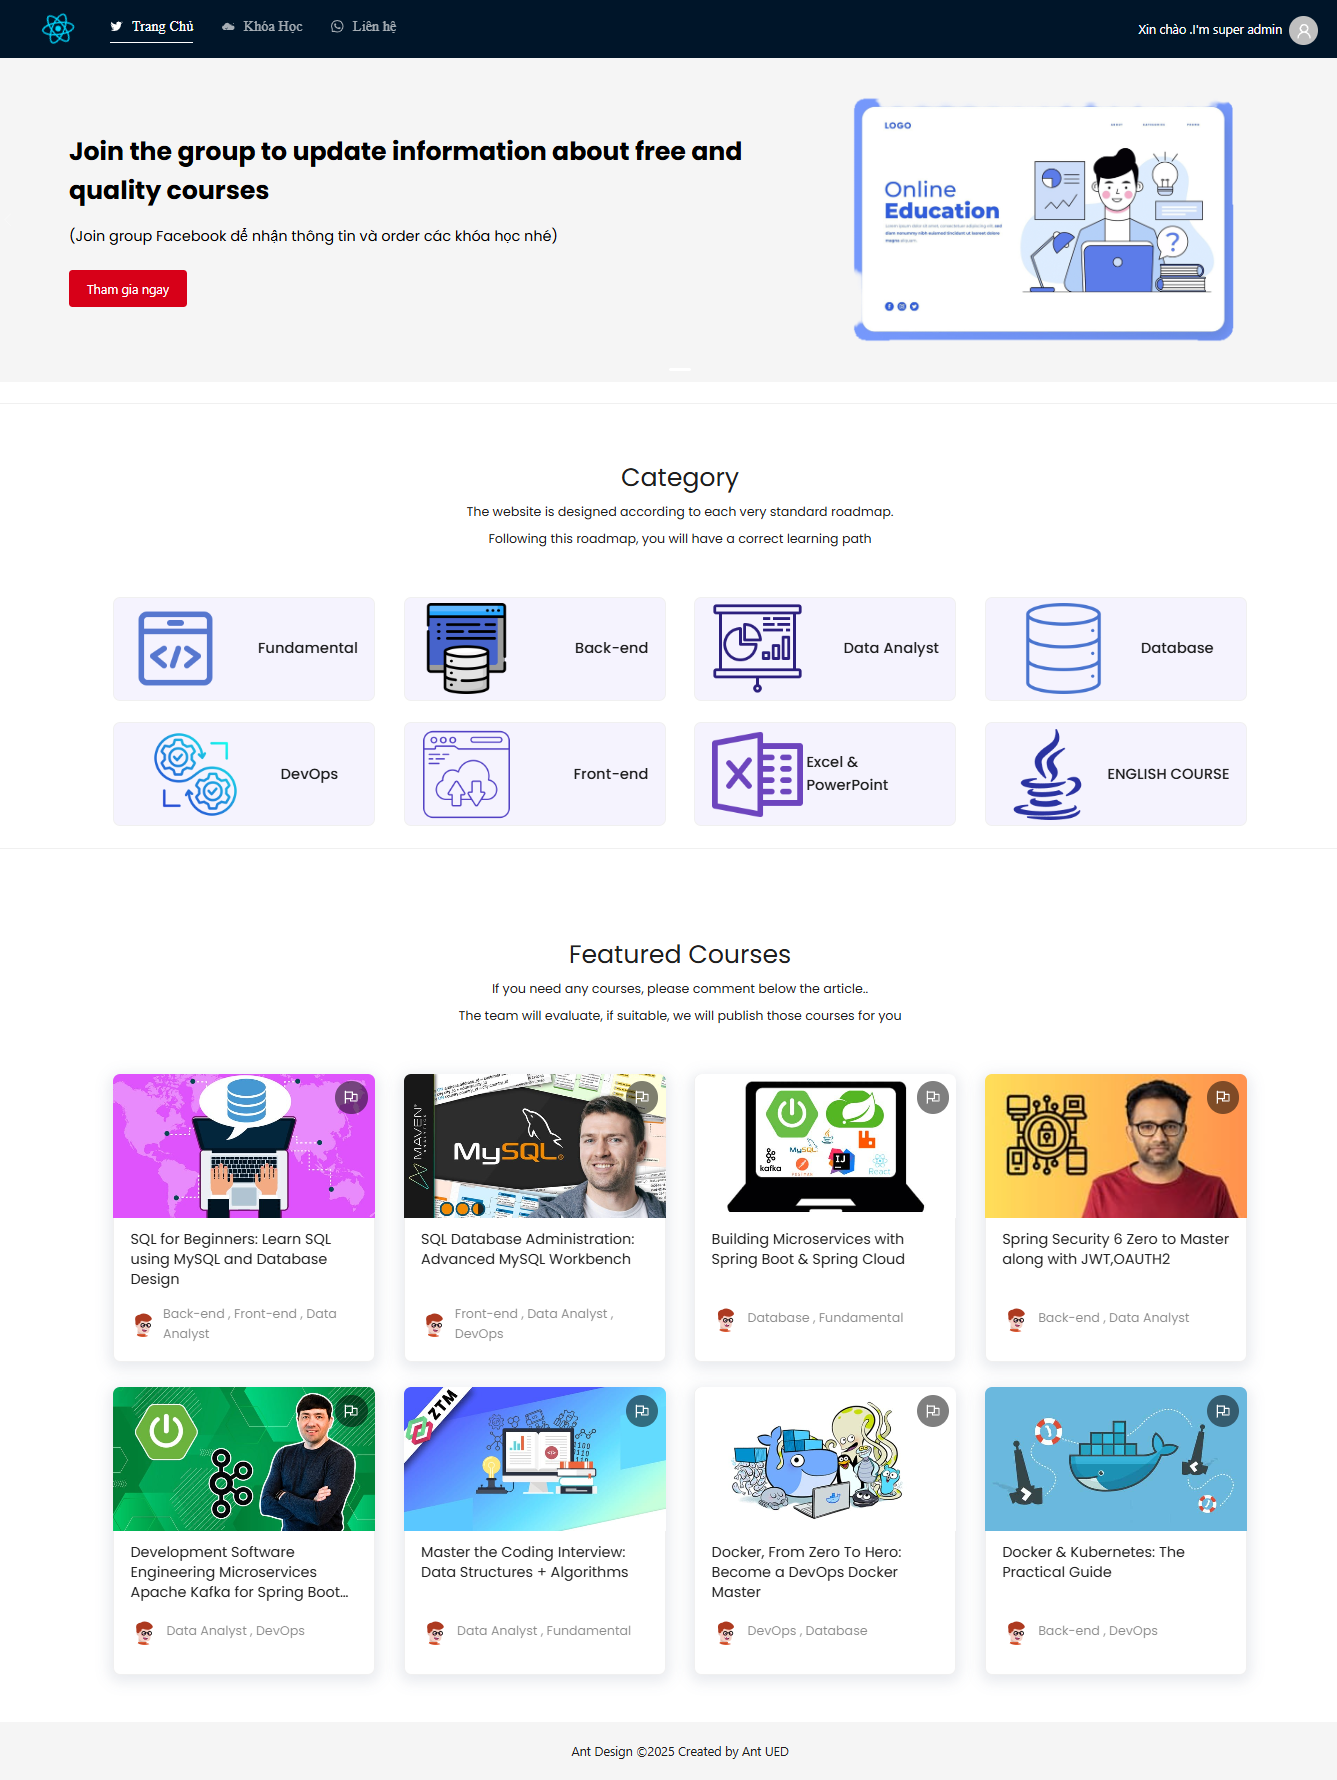 Trang Chủ
Khóa Học
Liên hệ
Xin chào .I'm super admin
Join the group to update information about free and
quality courses
(Join group Facebook để nhận thông tin và order các khóa học nhé)
Tham gia ngay
LOGO
Online
Education
Category
The website is designed according to each very standard roadmap.
Following this roadmap, you will have a correct learning path
Fundamental
Back-end
Data Analyst
Database
DevOps
Front-end
Excel &
PowerPoint
ENGLISH COURSE
Featured Courses
If you need any courses, please comment below the article..
The team will evaluate, if suitable, we will publish those courses for you
MAVEN
MySQL
MySQL
kafka
IJ
React
SQL for Beginners: Learn SQL
using MySQL and Database
Design
Back-end , Front-end , Data
Analyst
SQL Database Administration:
Advanced MySQL Workbench
Front-end , Data Analyst ,
DevOps
Building Microservices with
Spring Boot & Spring Cloud
Database , Fundamental
Spring Security 6 Zero to Master
along with JWT,OAUTH2
Back-end , Data Analyst
ZTM
Development Software
Engineering Microservices
Apache Kafka for Spring Boot...
Data Analyst , DevOps
Master the Coding Interview:
Data Structures + Algorithms
Data Analyst , Fundamental
Docker, From Zero To Hero:
Become a DevOps Docker
Master
DevOps , Database
Docker & Kubernetes: The
Practical Guide
Back-end , DevOps
Ant Design ©2025 Created by Ant UED